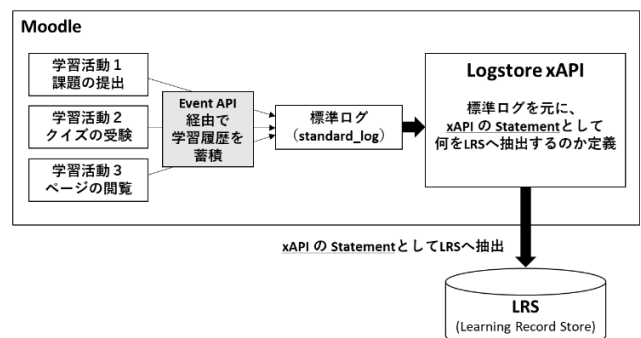 Moodle
学習活動１
課題の提出
学習活動２
クイズの受験
学習活動３
ページの閲覧
Event API
経由で
学習履歴を
蓄積
標準ログ
（standard_log）
Logstore xAPI
標準ログを元に、
xAPI の Statementとして
何をLRSへ抽出するのか定義
xAPI の StatementとしてLRSへ抽出
LRS
(Learning Record Store)